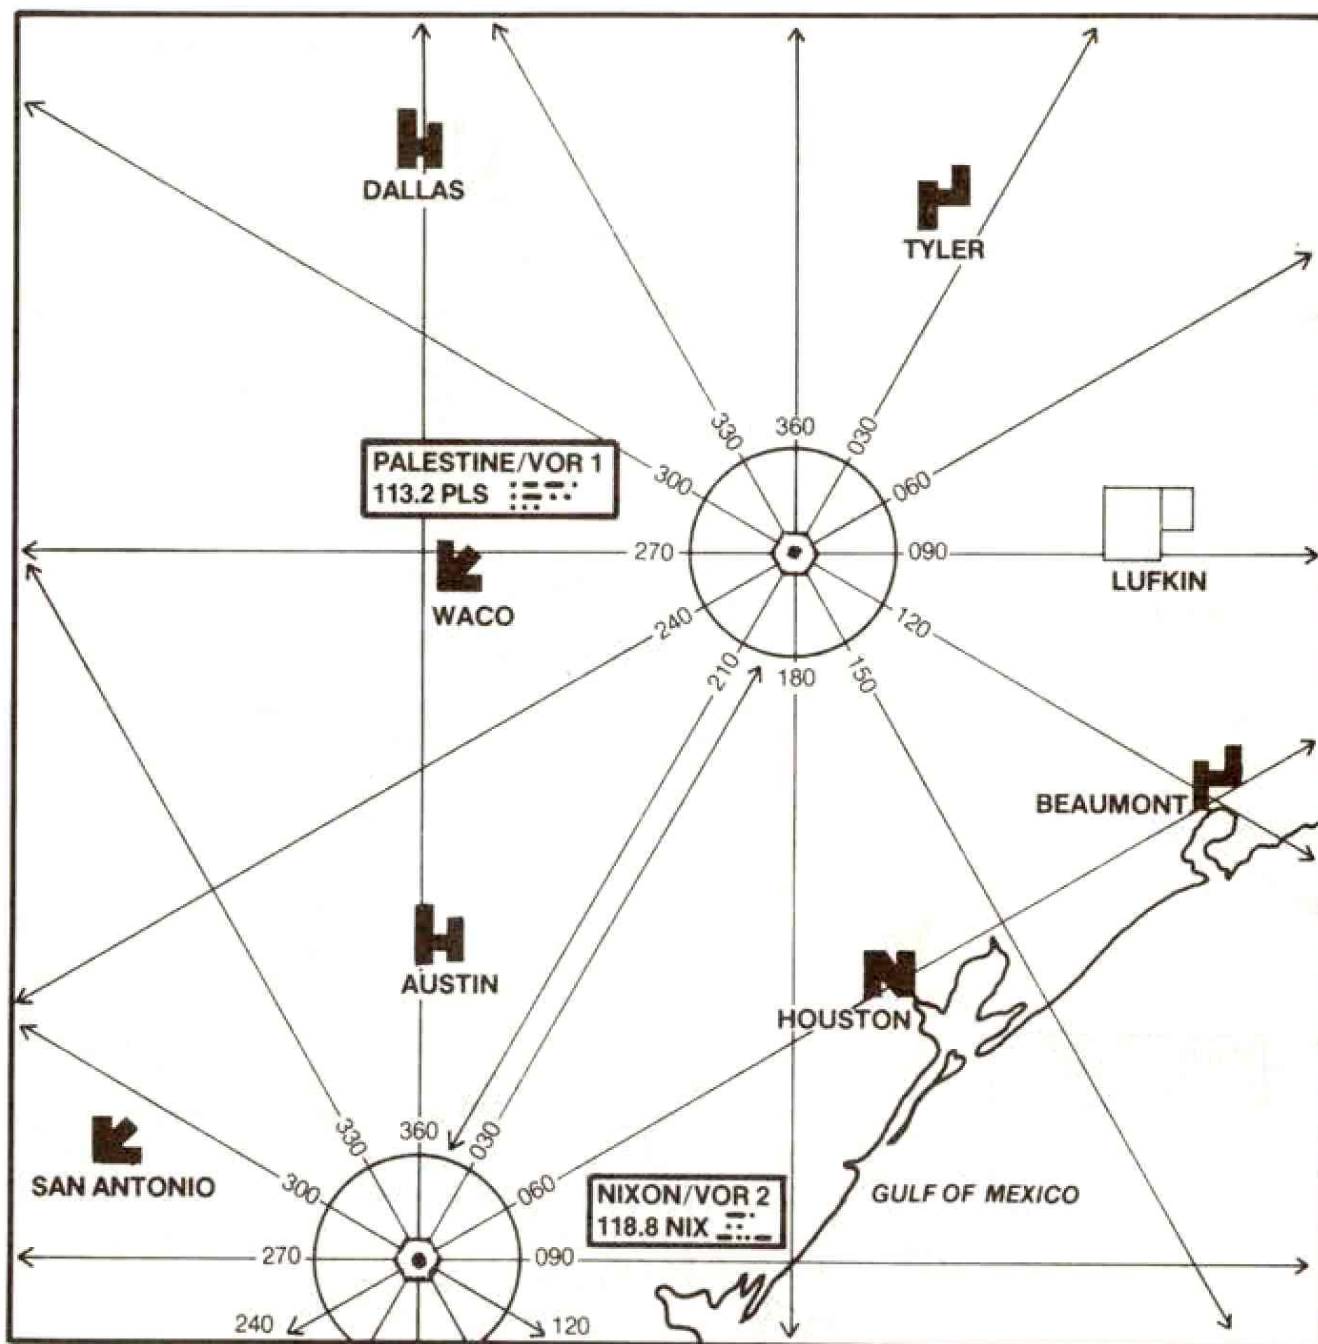 DALLAS
TYLER
330
360
030
PALESTINE/VOR 1
113.2 PLS
300
060
270
090
WACO
LUFKIN
240
120
210
180
150
BEAUMONT
AUSTIN
HOUSTON
SAN ANTONIO
330
360
030
300
060
NIXON/VOR 2
118.8 NIX
GULF OF MEXICO
270
090
240
120